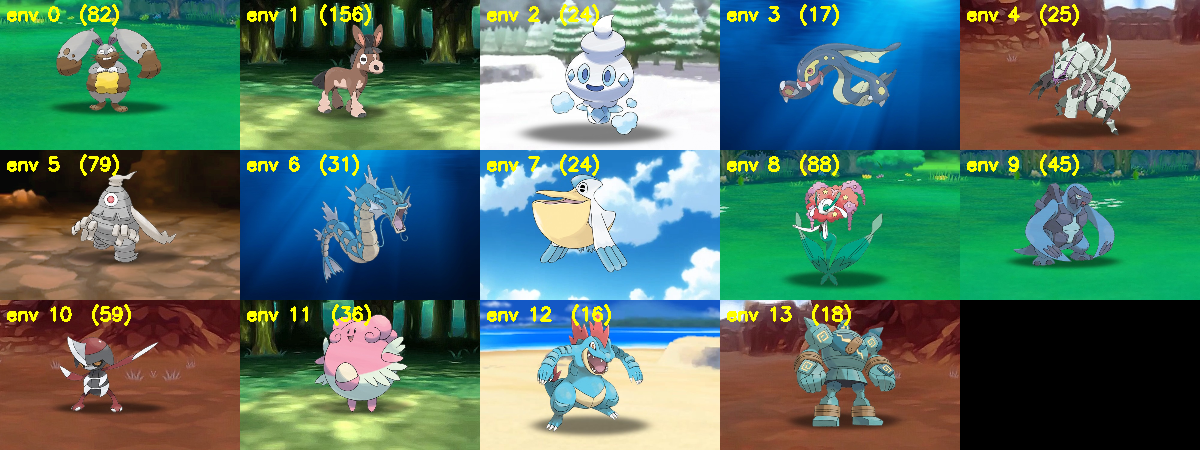 env 0 (82)
env 1 (156)
env 2 (24)
env 3 (17)
env 4 (25)
env 5 (79)
env 6 (31)
env 7 (24)
env 8 (88)
env 9 (45)
env 10 (59)
env 11 (36)
env 12 (16)
env 13 (18)